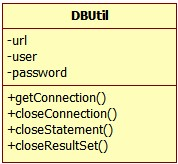 DBUtil
-url
-user
-password
+getConnection()
+closeConnection()
+closeStatement()
+closeResultSet()